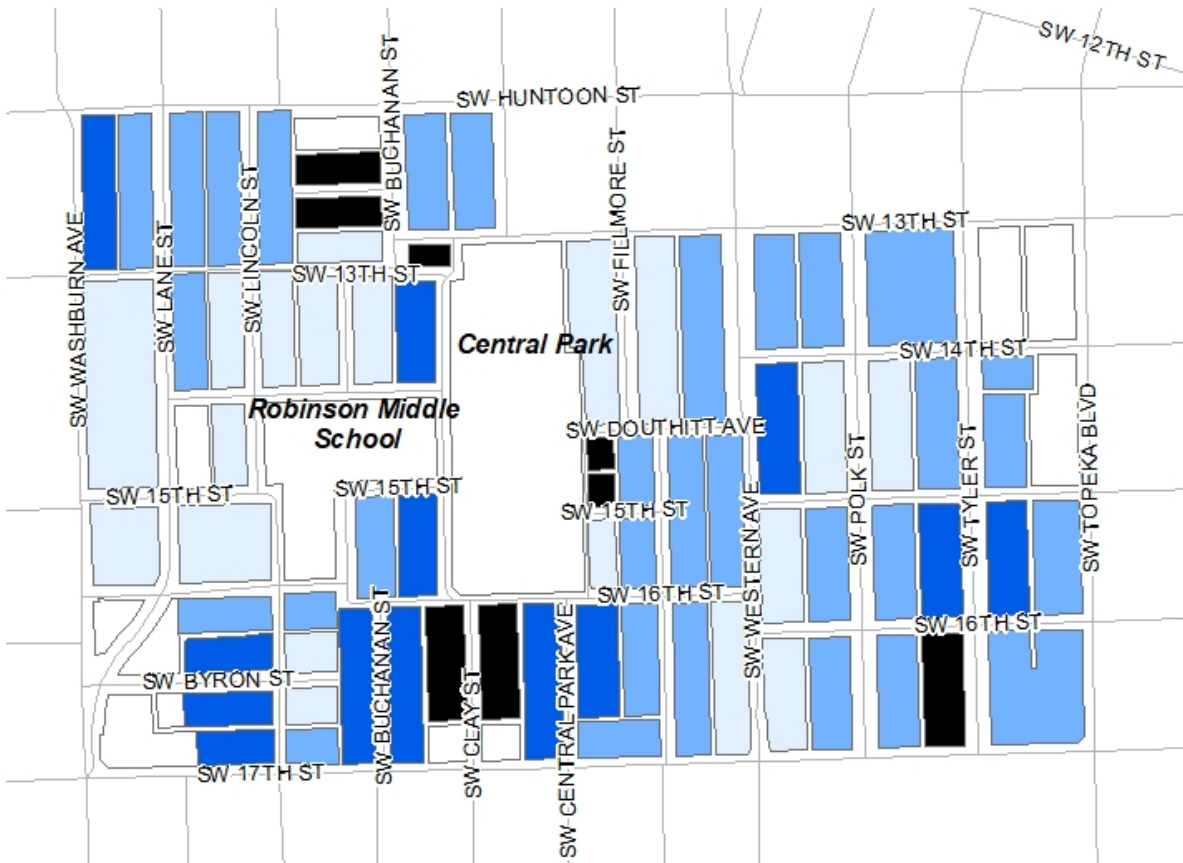 SW 12TH ST
SW BUCHANAN ST
SW HUNTOON ST
SW FILLMORE ST
SW 13TH ST
SW WASHBURN AVE
SW LANE ST
SW LINCOLN ST
SW 13TH ST
Central Park
SW 14TH ST
Robinson Middle
School
SW DOUTHITT AVE
SW TOPEKA BLVD
SW 15TH ST
SW 15TH ST
SW 15TH ST
SW POLK ST
SW TYLER ST
SW WESTERN AVE
SW 16TH ST
SW 16TH ST
SW BYRON ST
SW BUCHANAN ST
SW CLAY ST
SW CENTRAL PARK AVE
SW 17TH ST